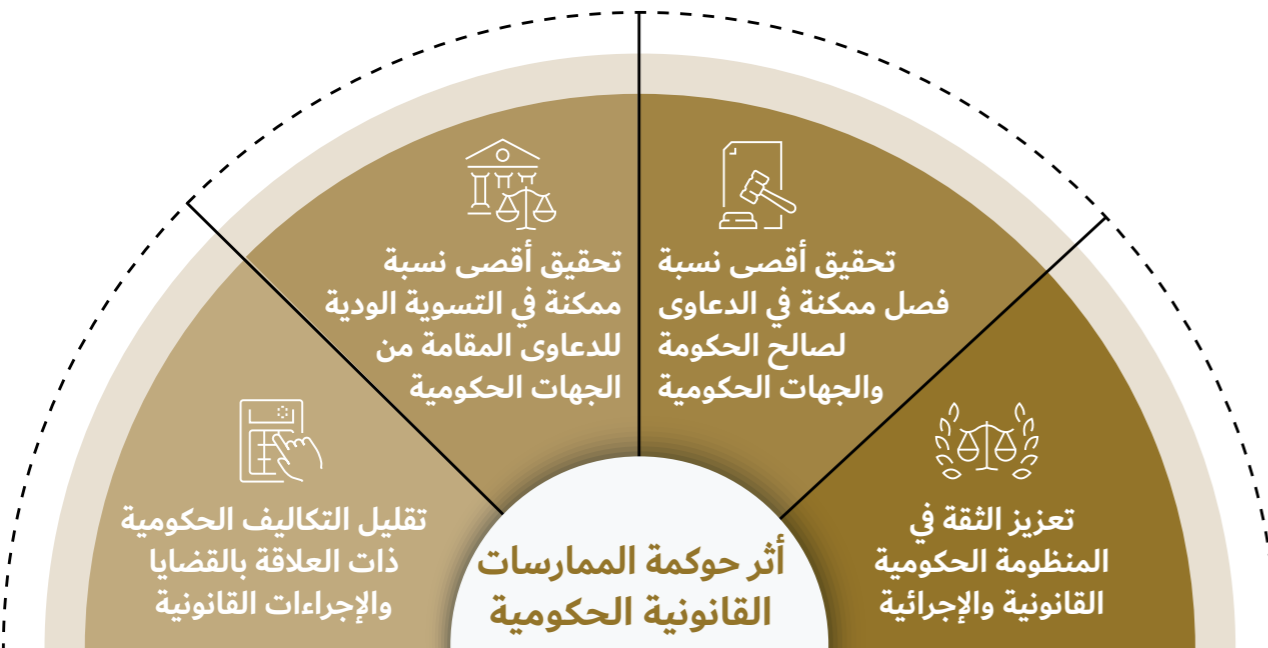 أثر حوكمة الممارسات
القانونية الحكومية
تعزيز الثقة في
المنظومة الحكومية
القانونية والإجرائية
تحقيق أقصى نسبة
فصل ممكنة في الدعاوى
لصالح الحكومة
والجهات الحكومية
تحقيق أقصى نسبة
ممكنة في التسوية الودية
للدعاوى المقامة من
الجهات الحكومية
تقليل التكاليف الحكومية
ذات العلاقة بالقضايا
والإجراءات القانونية